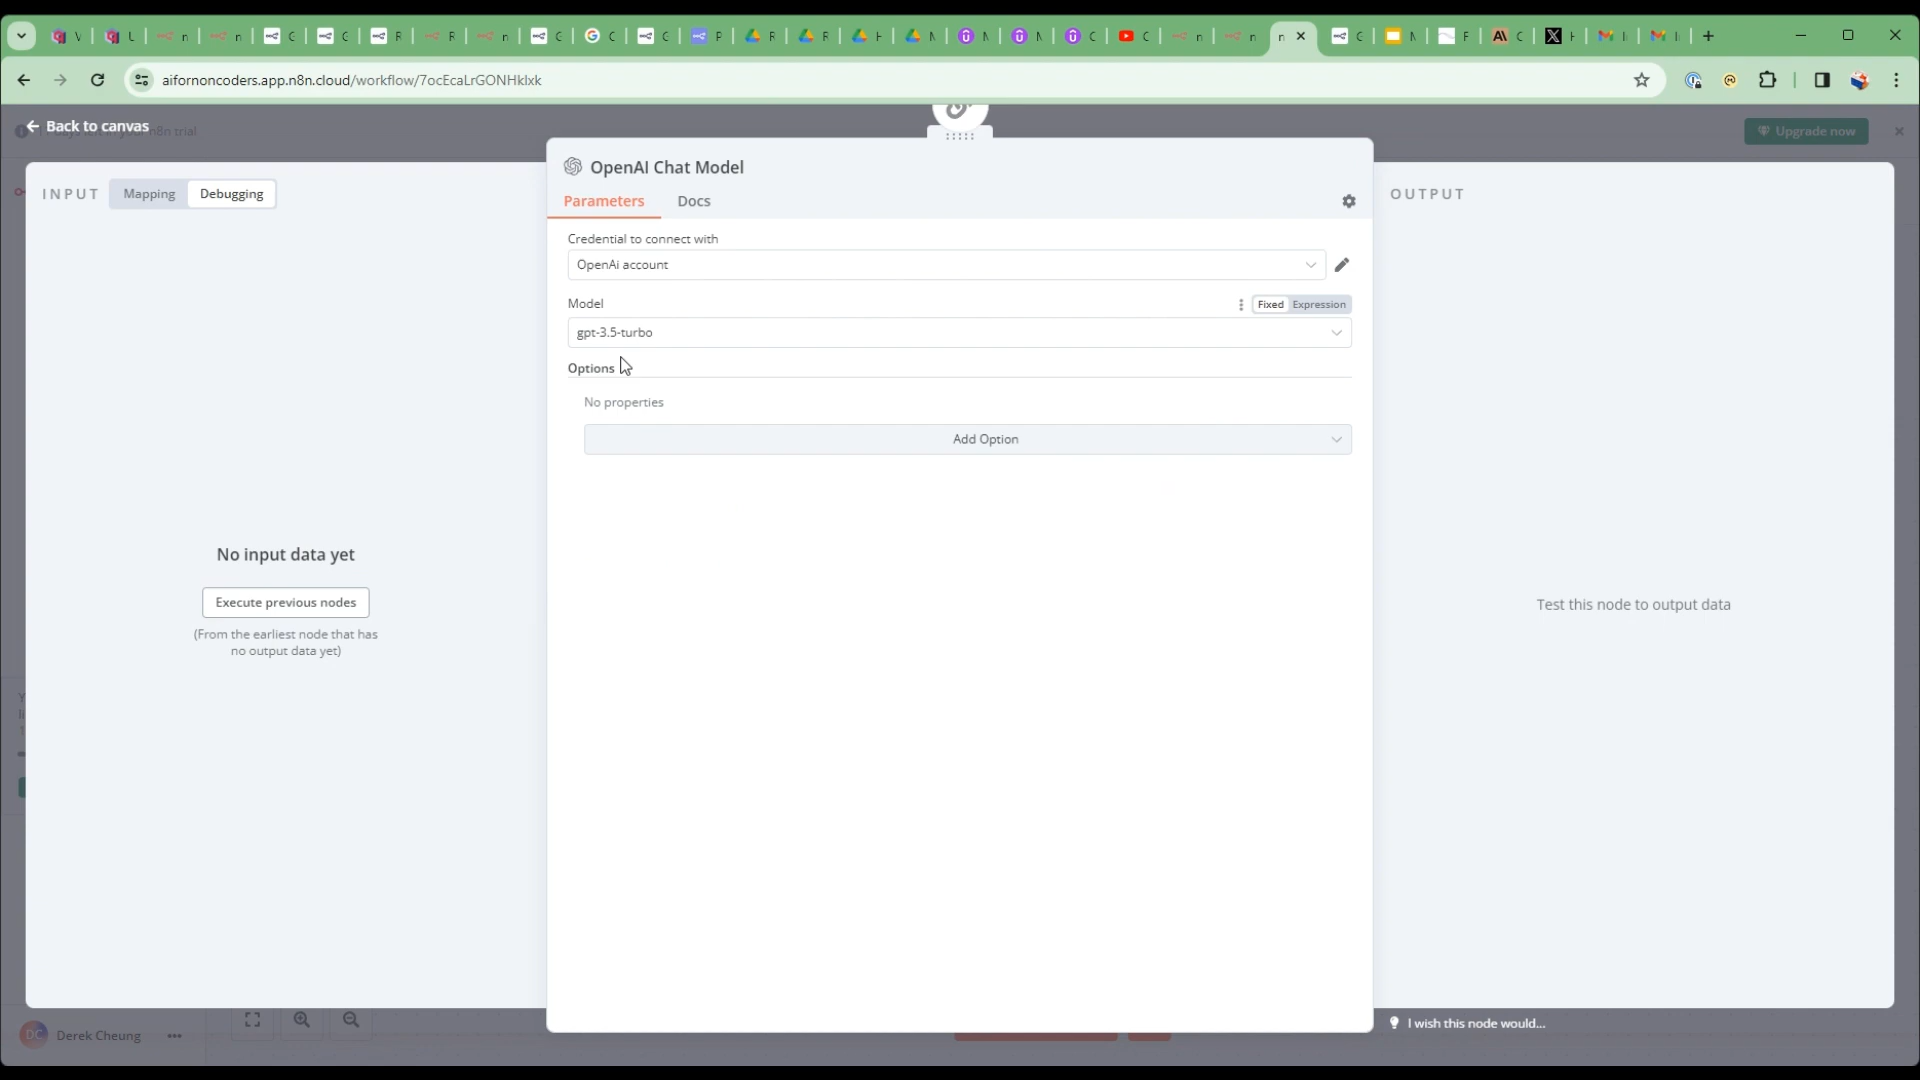 V
U
n
n
C
C
R
R
n
C
C
C
P
R
R
H
M
M
M
C
C
n
n
n
C
M
F
C
H
aifornoncoders.app.n8n.cloud/workflow/7ocEcaLrGONHklxk
Back to canvas
n8n trial
Upgrade now
INPUT
Mapping
Debugging
OpenAI Chat Model
Parameters
Docs
OUTPUT
Credential to connect with
OpenAi account
Model
Fixed
Expression
gpt-3.5-turbo
Options
No properties
Add Option
No input data yet
Execute previous nodes
(From the earliest node that has
no output data yet)
Test this node to output data
DC
Derek Cheung
I wish this node would...